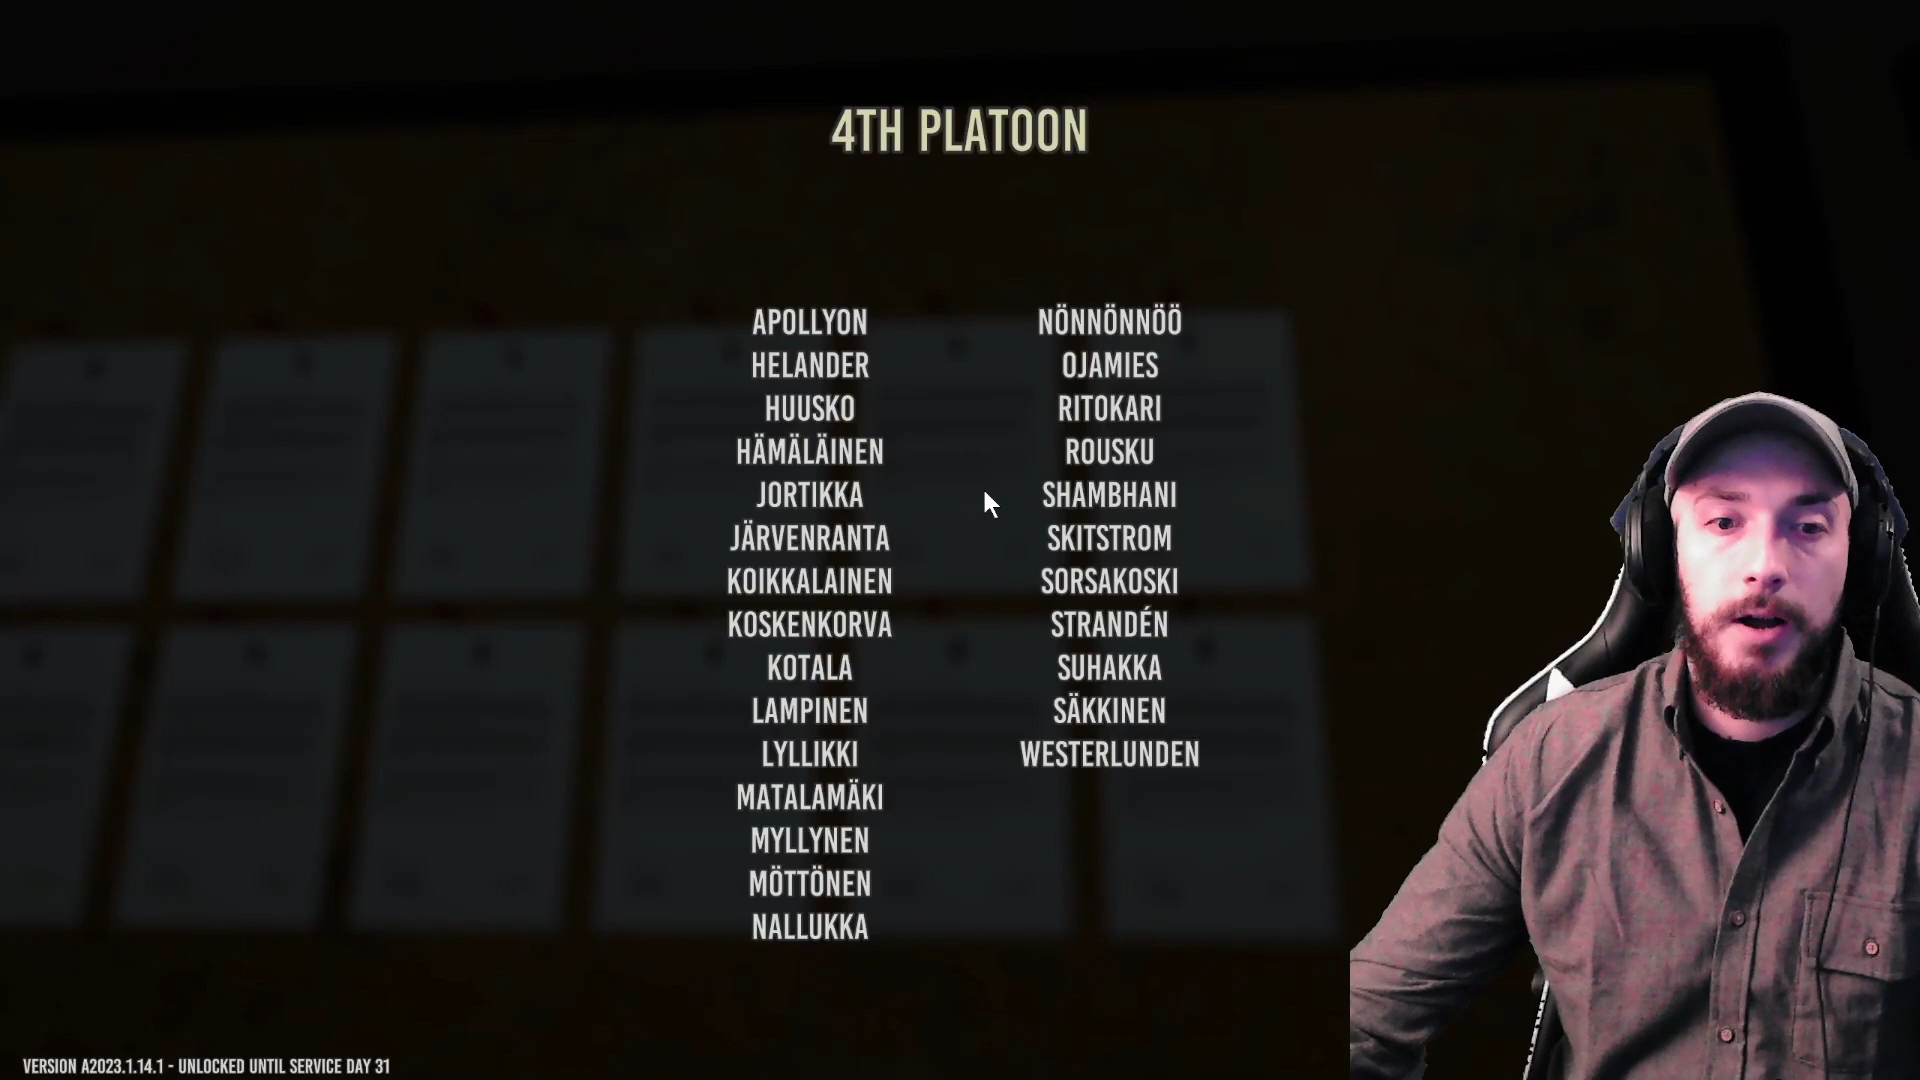 4TH PLATOON
APOLLYON
HELANDER
HUUSKO
HÄMÄLÄINEN
JORTIKKA
JÄRVENRANTA
KOIKKALAINEN
KOSKENKORVA
KOTALA
LAMPINEN
LYLLIKKI
MATALAMÄKI
MYLLYNEN
MÖTTÖNEN
NALLUKKA
NÖNNÖNNÖÖ
OJAMIES
RITOKARI
ROUSKU
SHAMBHANI
SKITSTROM
SORSAKOSKI
STRANDÉN
SUHAKKA
SÄKKINEN
WESTERLUNDEN
VERSION A2023.1.14.1 - UNLOCKED UNTIL SERVICE DAY 31